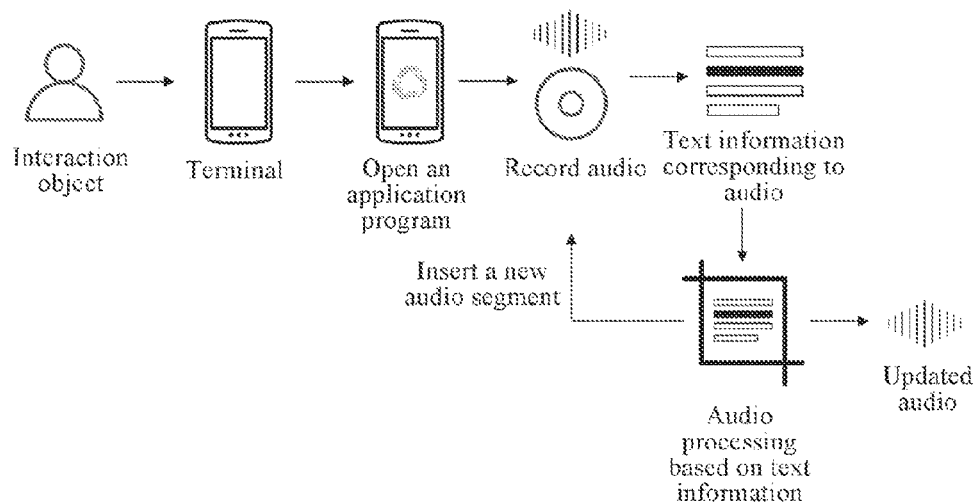 Interaction
object
Terminal
Open an
application
program
Record audio
Text information
corresponding to
audio
Insert a new
audio segment
Updated
audio
Audio
processing
based on text
information